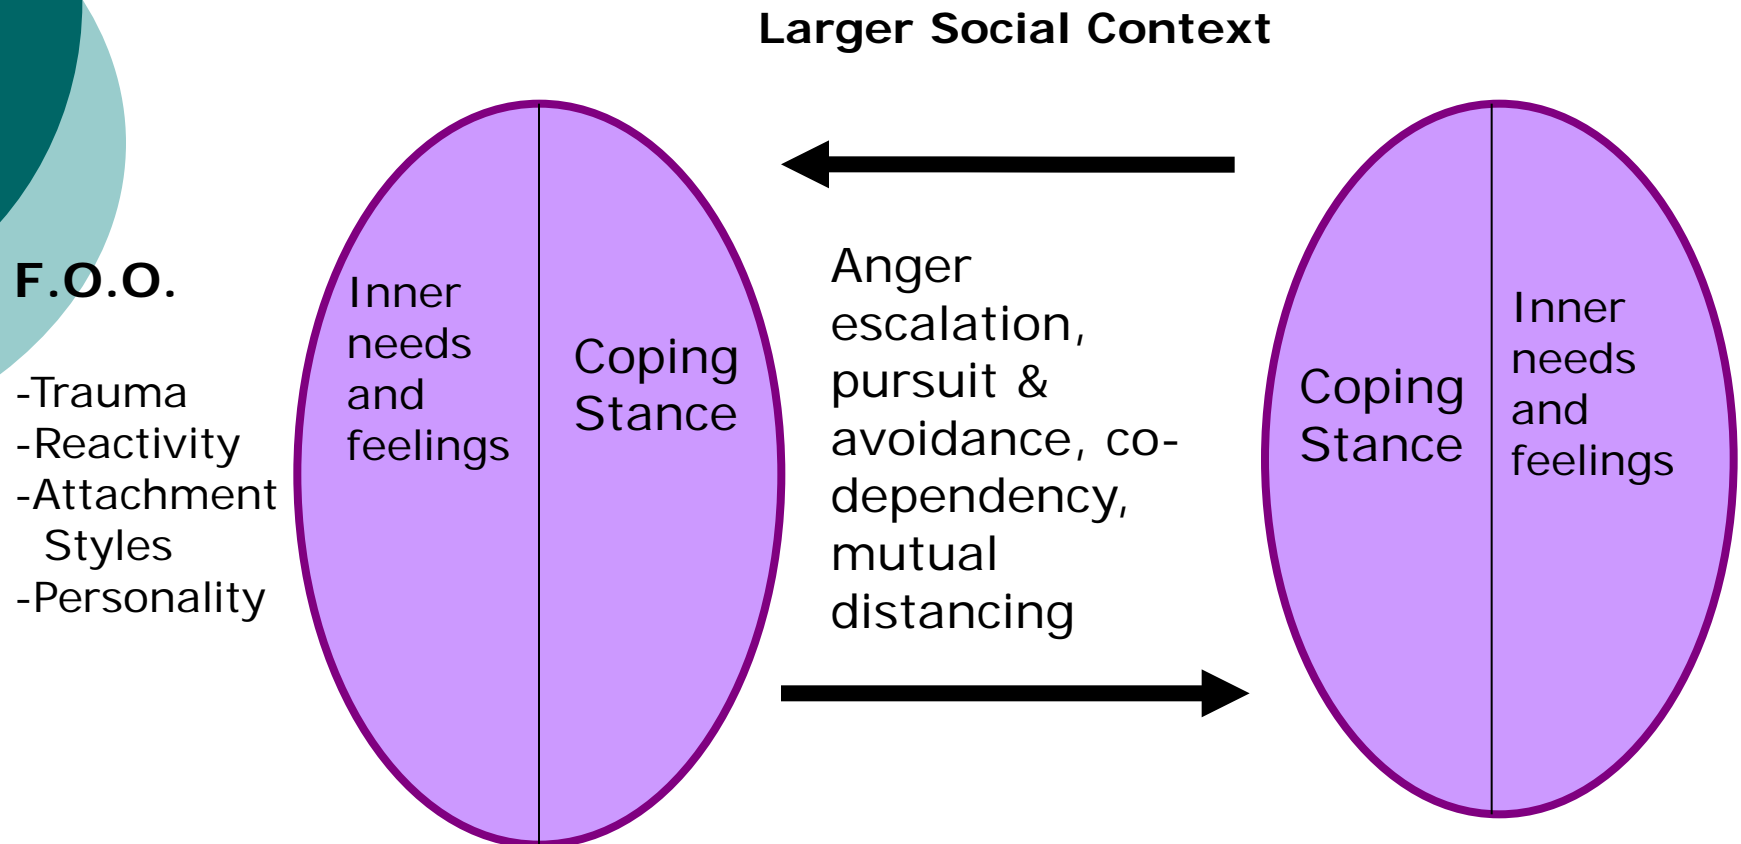 Larger Social Context
F.O.O.
-Trauma
-Reactivity
-Attachment
Styles
-Personality
Inner
needs
and
feelings
Coping
Stance
Anger
escalation,
pursuit &
avoidance, co-
dependency,
mutual
distancing
Coping
Stance
Inner
needs
and
feelings